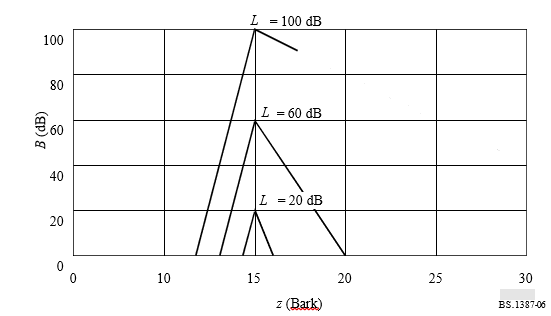 L = 100 dB
100
80
L = 60 dB
60
B (dB)
40
L = 20 dB
20
0
0 10 15 20 25 30
z (Bark)
BS.1387-06